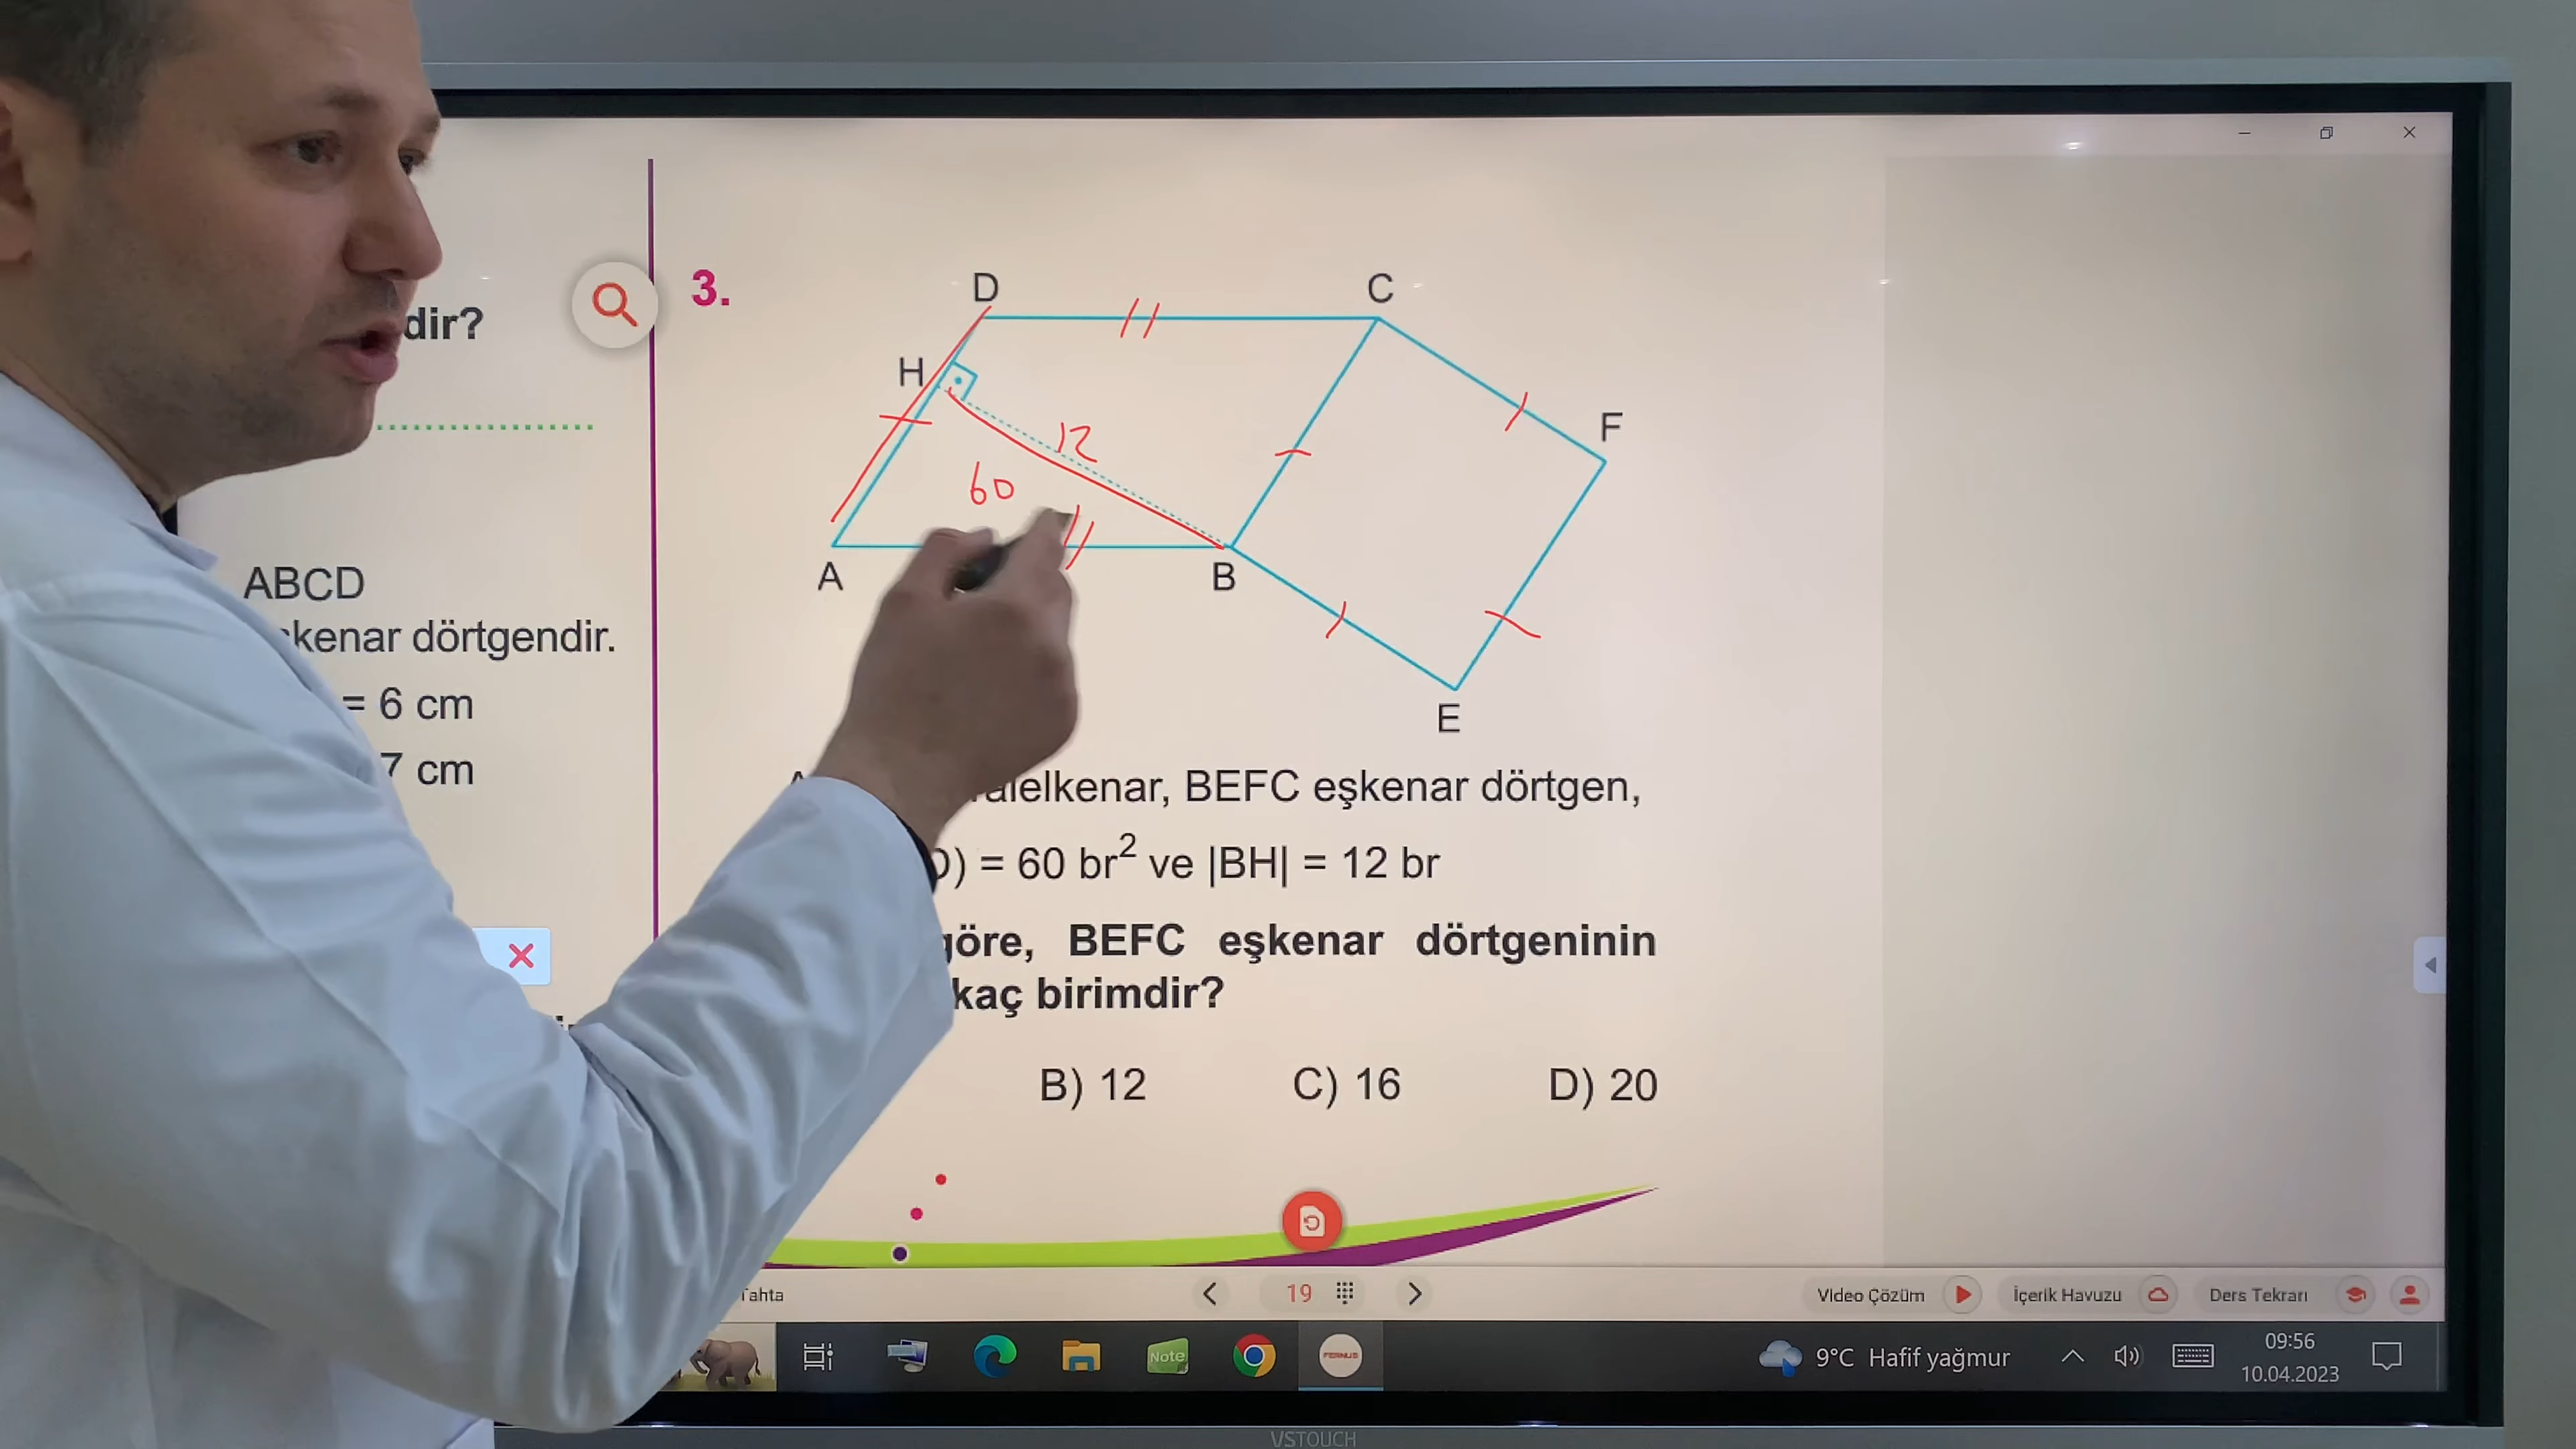 dir?
ABCD
kenar dörtgendir.
= 6 cm
7 cm
3.
D
C
H
F
12
60
A
B
E
alelkenar, BEFC eşkenar dörtgen,
D) = 60 br² ve |BH| = 12 br
göre, BEFC eşkenar dörtgeninin
kaç birimdir?
B) 12 C) 16 D) 20
Tahta
19
Video Çözüm
İçerik Havuzu
Ders Tekrarı
Note
FERNUS
9°C Hafif yağmur
09:56
10.04.2023
VSTOUCH